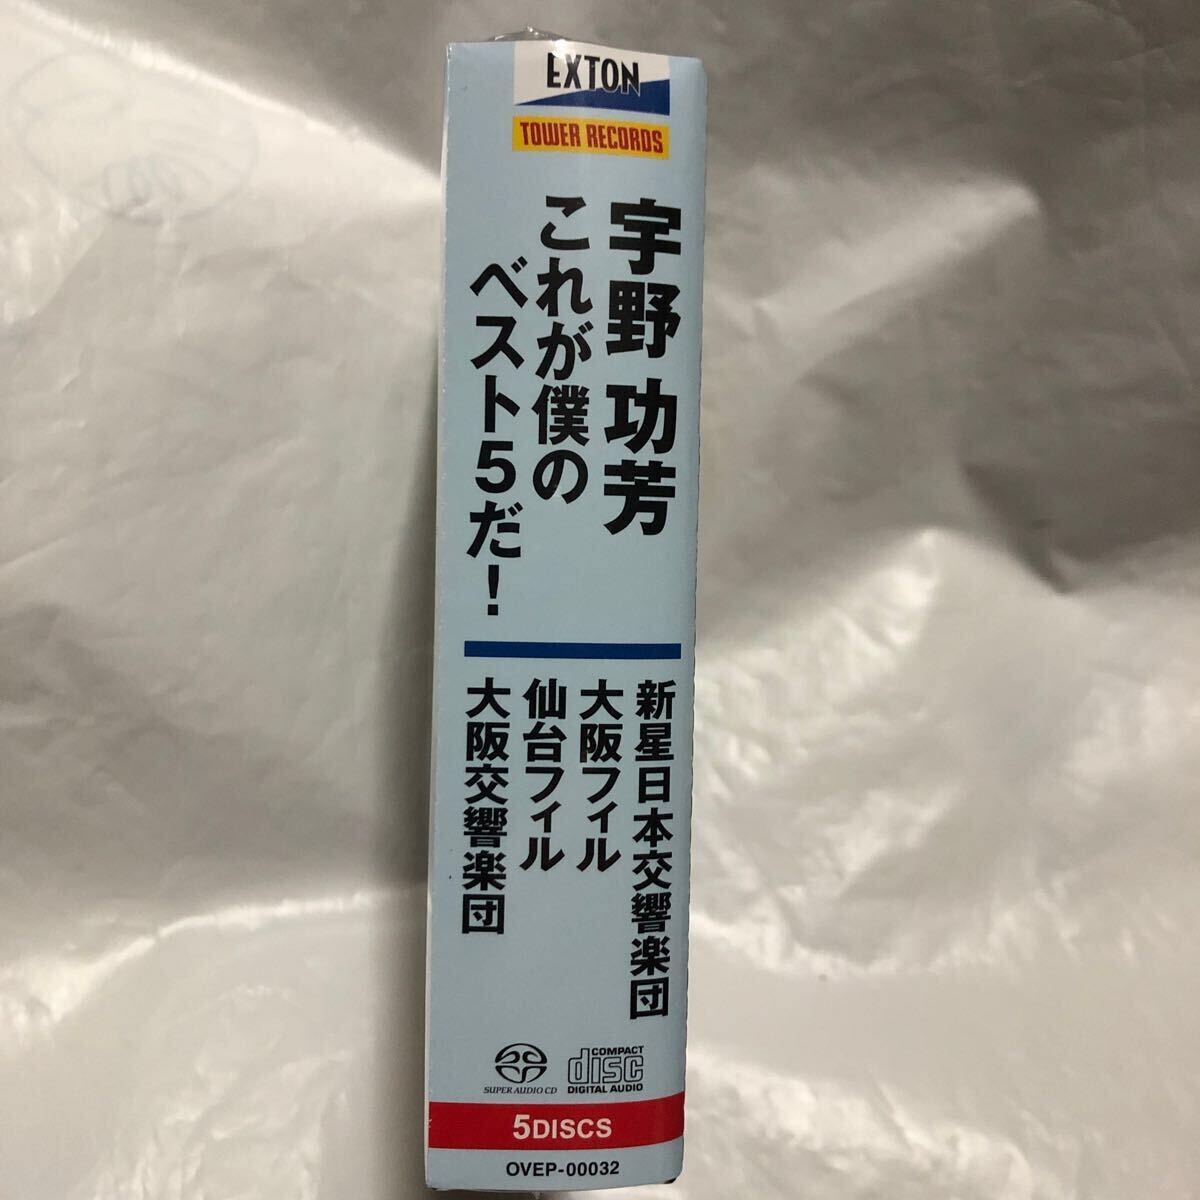 EXTON
TOWER RECORDS
宇野 功芳
これが僕の
ベスト5だ!
新星日本交響楽団
大阪フィル
仙台フィル
大阪交響楽団
SUPER AUDIO CD
COMPACT
disc
DIGITAL AUDIO
5DISCS
OVEP-00032